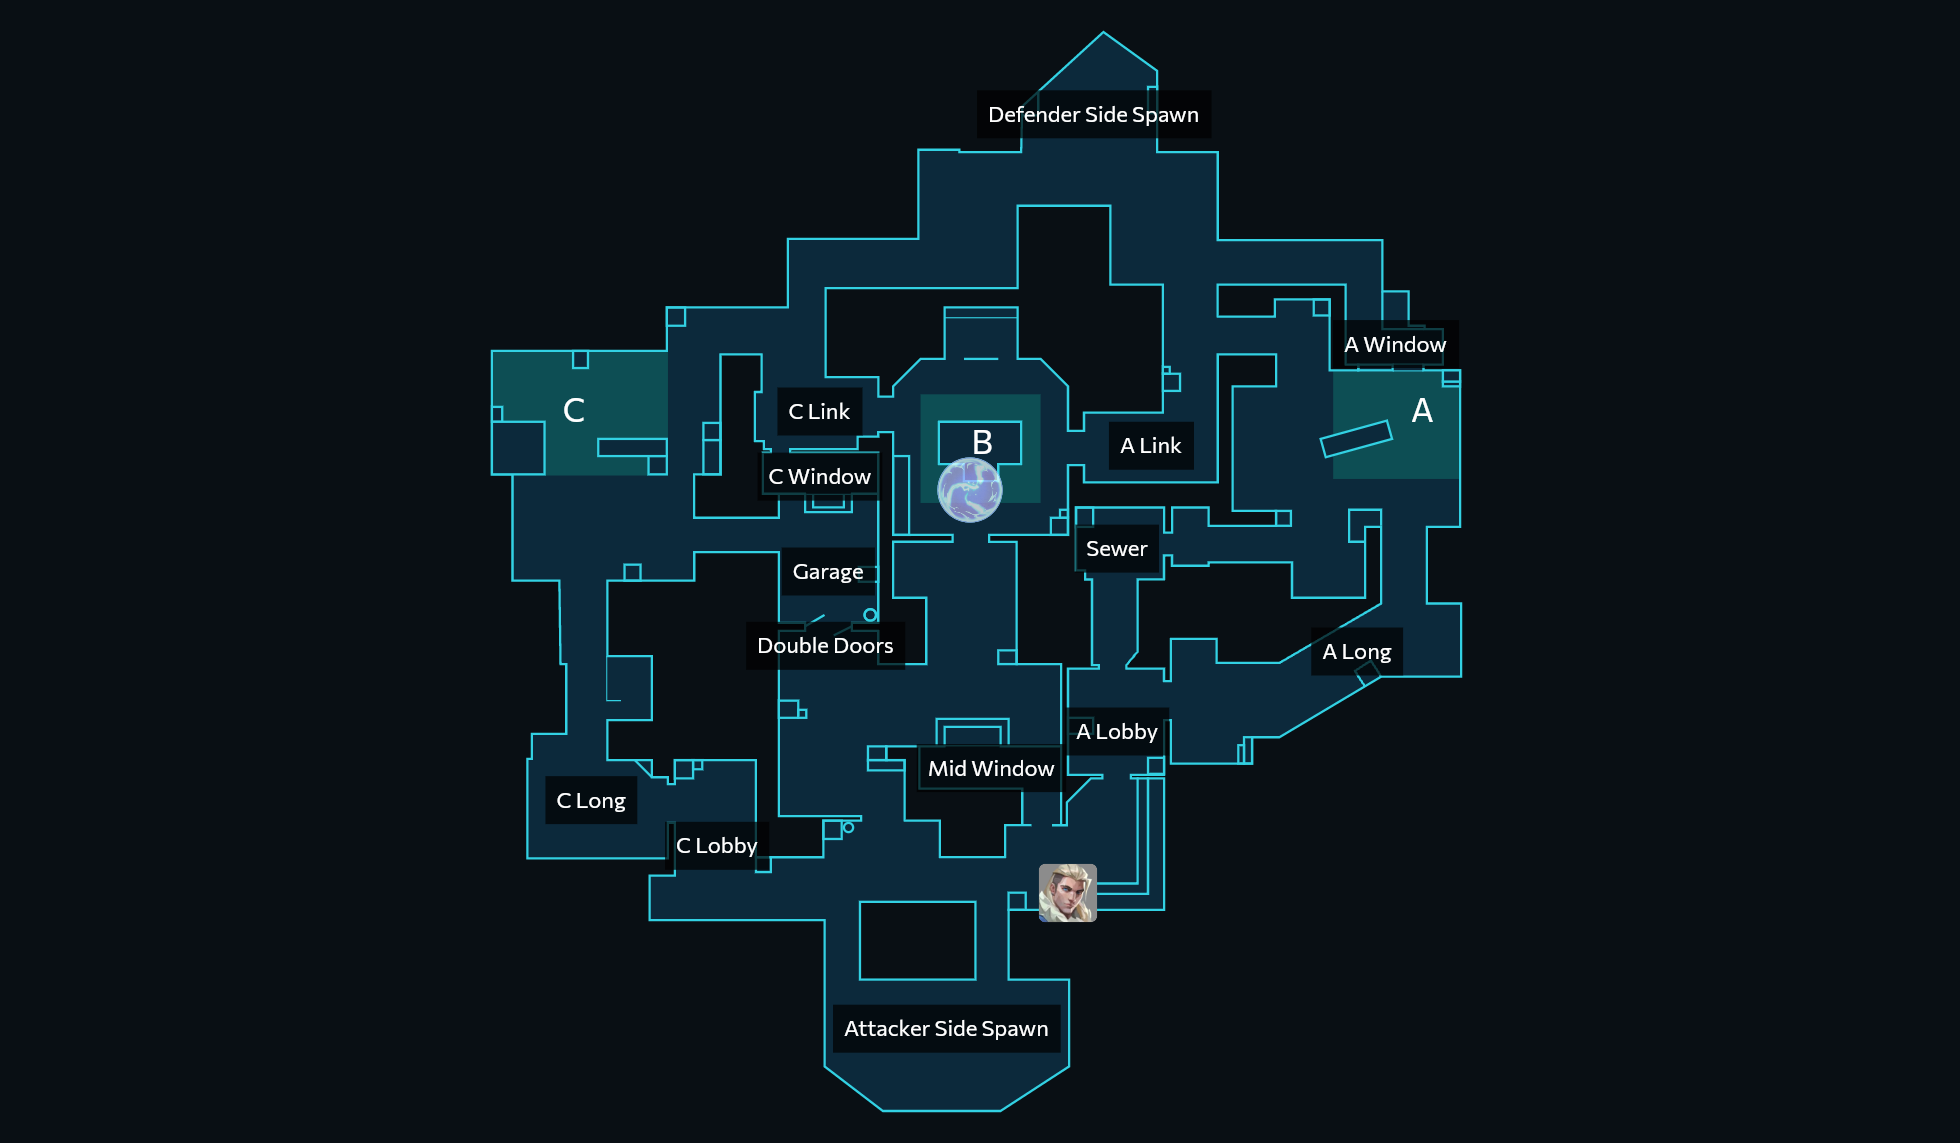 Defender Side Spawn
A Window
C
C Link
B
A Link
A
C Window
Sewer
Garage
Double Doors
A Long
A Lobby
Mid Window
C Long
C Lobby
Attacker Side Spawn